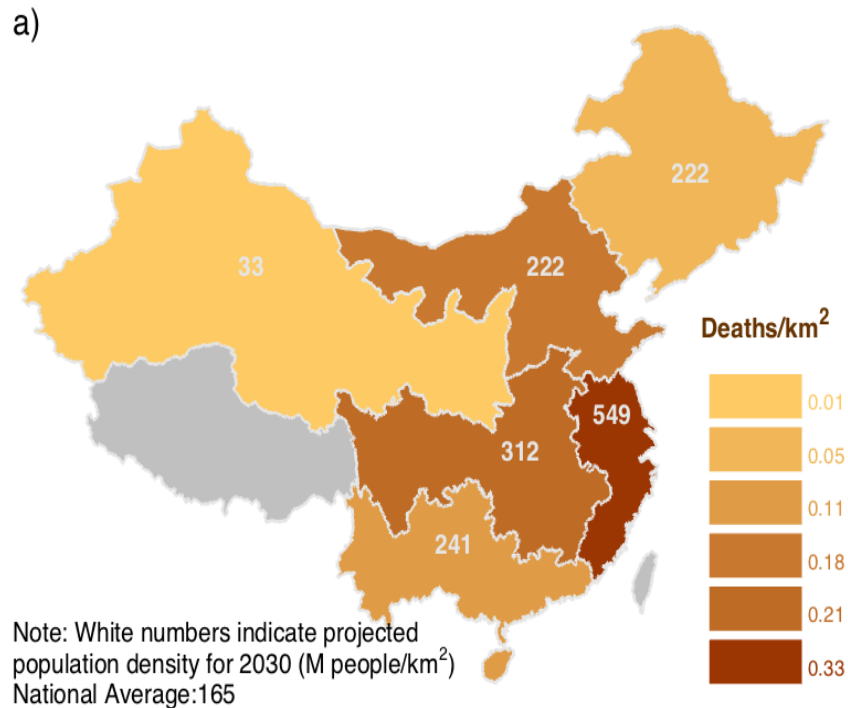 a)
222
33
222
Deaths/km²
0.01
549
0.05
312
0.11
241
0.18
0.21
Note: White numbers indicate projected
population density for 2030 (M people/km²)
0.33
National Average:165